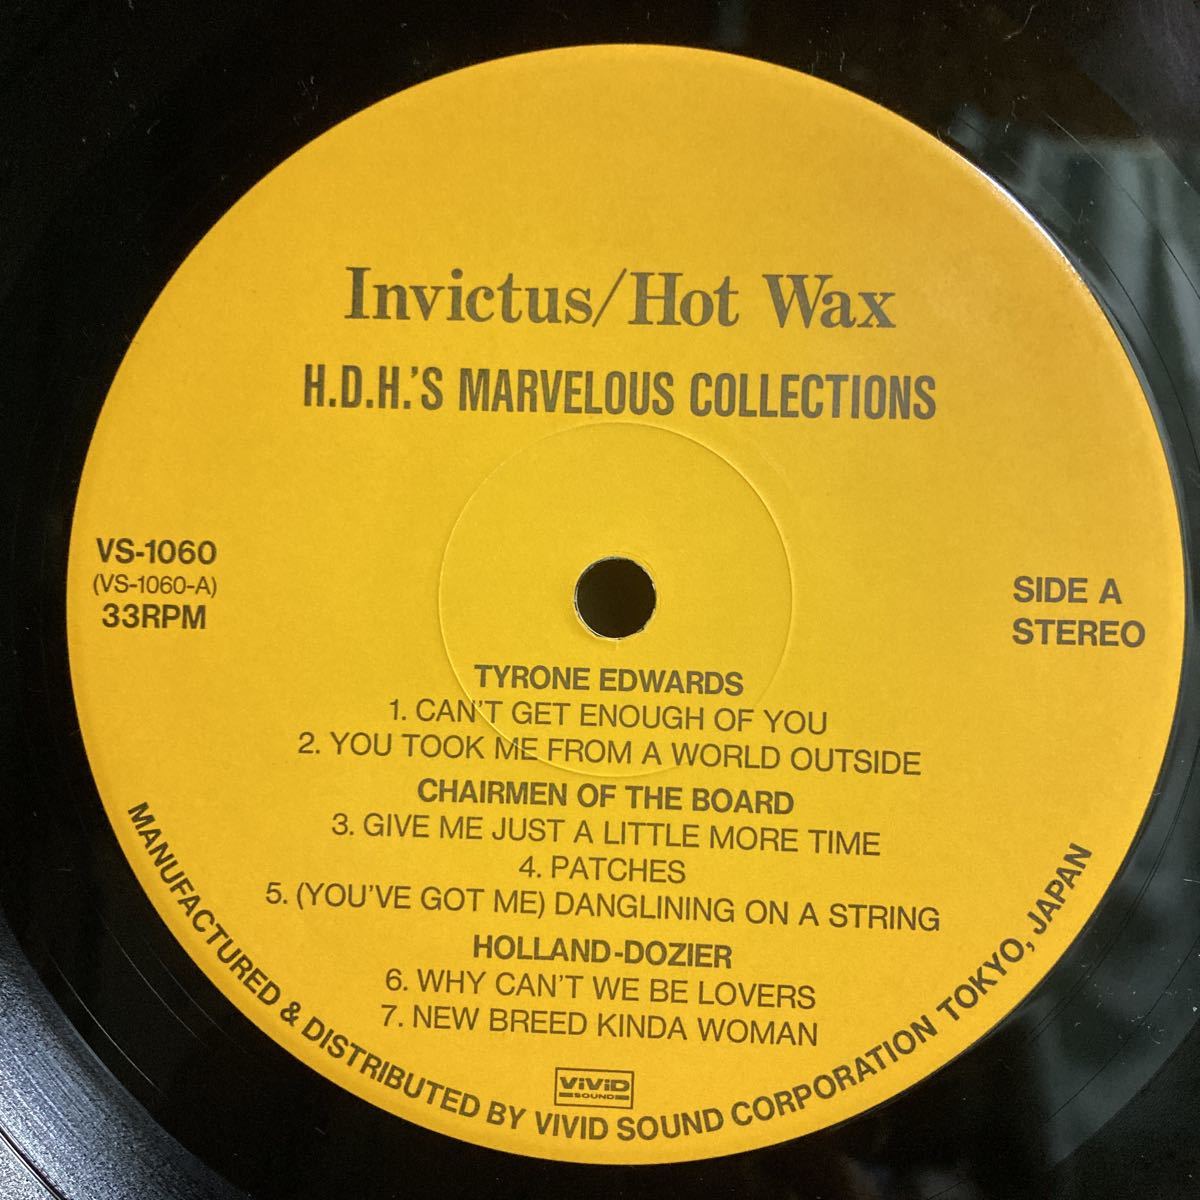 Invictus/Hot Wax
H.D.H.'S MARVELOUS COLLECTIONS
VS-1060
(VS-1060-A)
33RPM
SIDE A
STEREO
TYRONE EDWARDS
1. CAN'T GET ENOUGH OF YOU
2. YOU TOOK ME FROM A WORLD OUTSIDE
CHAIRMEN OF THE BOARD
3. GIVE ME JUST A LITTLE MORE TIME
4. PATCHES
5. (YOU'VE GOT ME) DANGLINING ON A STRING
HOLLAND-DOZIER
6. WHY CAN'T WE BE LOVERS
7. NEW BREED KINDA WOMAN
ViViD
SOUND
MANUFACTURED & DISTRIBUTED BY VIVID SOUND CORPORATION TOKYO, JAPAN